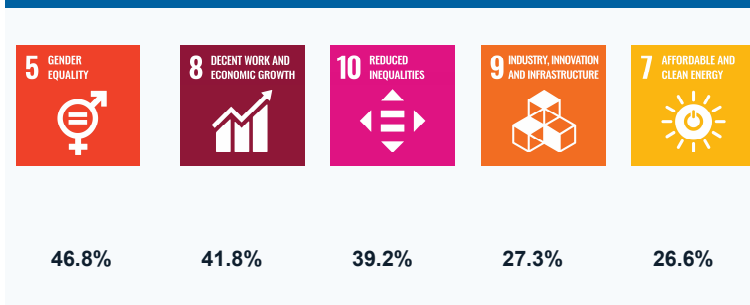 5 GENDER
EQUALITY
8 DECENT WORK AND
ECONOMIC GROWTH
10 REDUCED
INEQUALITIES
9 INDUSTRY, INNOVATION
AND INFRASTRUCTURE
7 AFFORDABLE AND
CLEAN ENERGY
46.8% 41.8% 39.2% 27.3% 26.6%